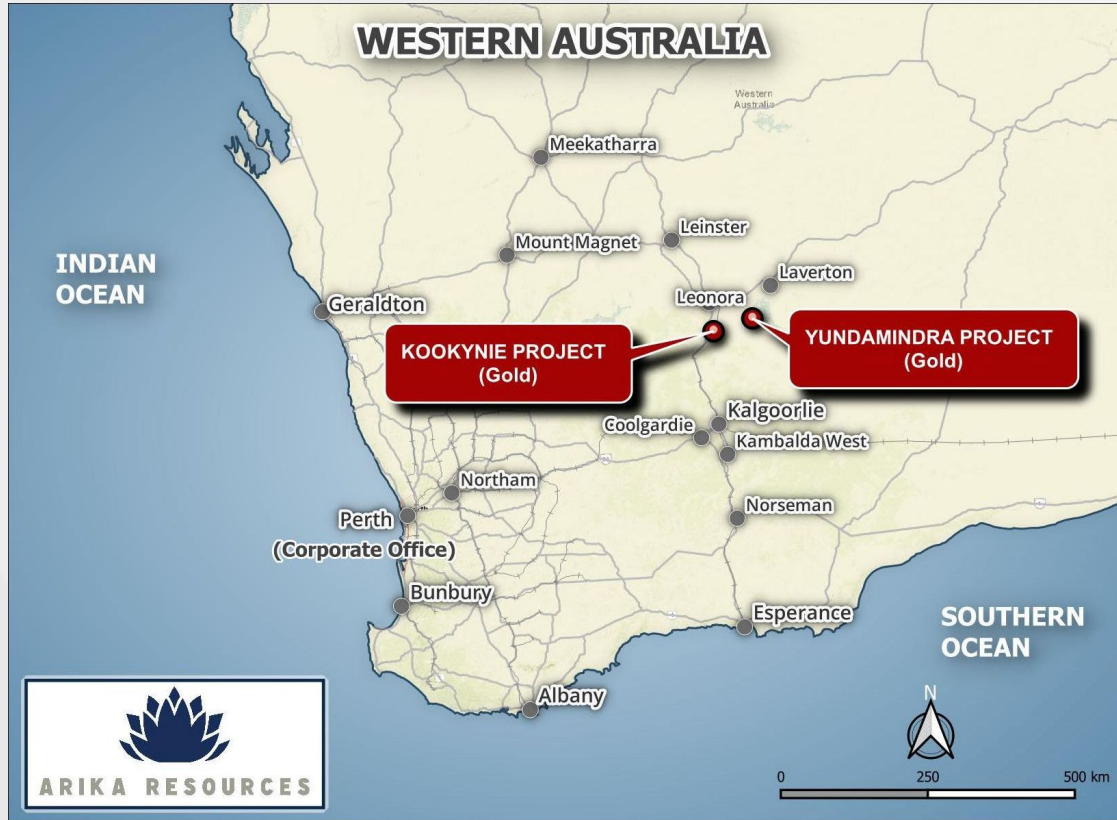 WESTERN AUSTRALIA
Western
Australia
Meekatharra
Leinster
Mount Magnet
Laverton
INDIAN
OCEAN
Geraldton
Leonora
KOOKYNIE PROJECT
(Gold)
YUNDAMINDRA PROJECT
(Gold)
Kalgoorlie
Coolgardie
Kambalda West
Northam
Norseman
Perth
(Corporate Office)
Bunbury
Esperance
SOUTHERN
OCEAN
Albany
N
ARIKA RESOURCES
0 250 500 km